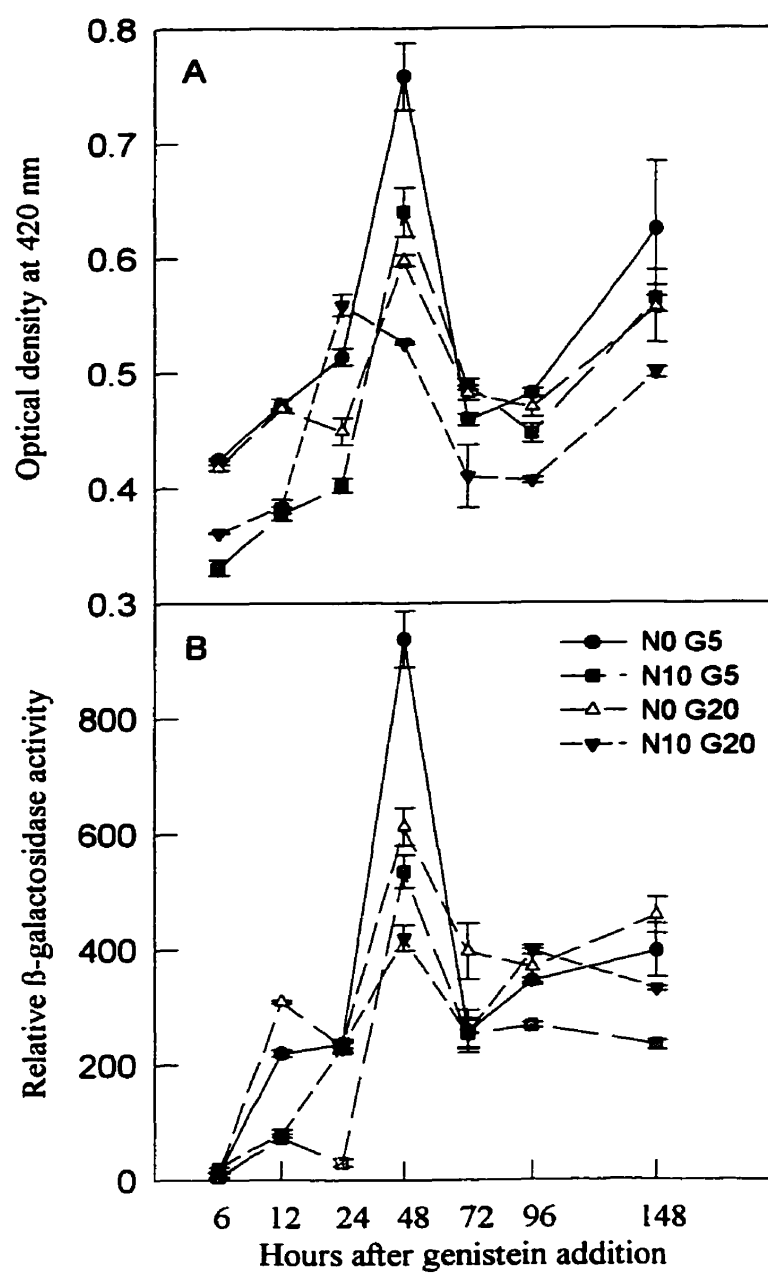 0.8
A
0.7
0.6
0.5
0.4
0.3
Optical density at 420 nm
B
N0 G5
N10 G5
N0 G20
N10 G20
800
600
400
200
0
Relative ß-galactosidase activity
6 12 24 48 72 96 148
Hours after genistein addition